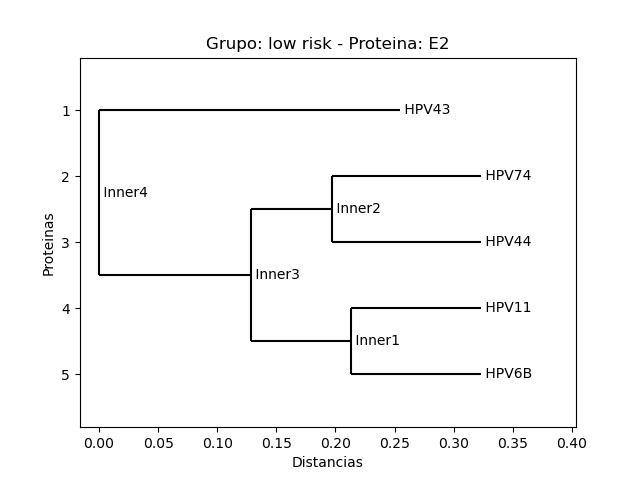 Grupo: low risk - Proteina: E2
1
HPV43
2
HPV74
Inner4
Inner2
3
HPV44
Inner3
4
HPV11
Inner1
5
HPV6B
Proteinas
0.00 0.05 0.10 0.15 0.20 0.25 0.30 0.35 0.40
Distancias